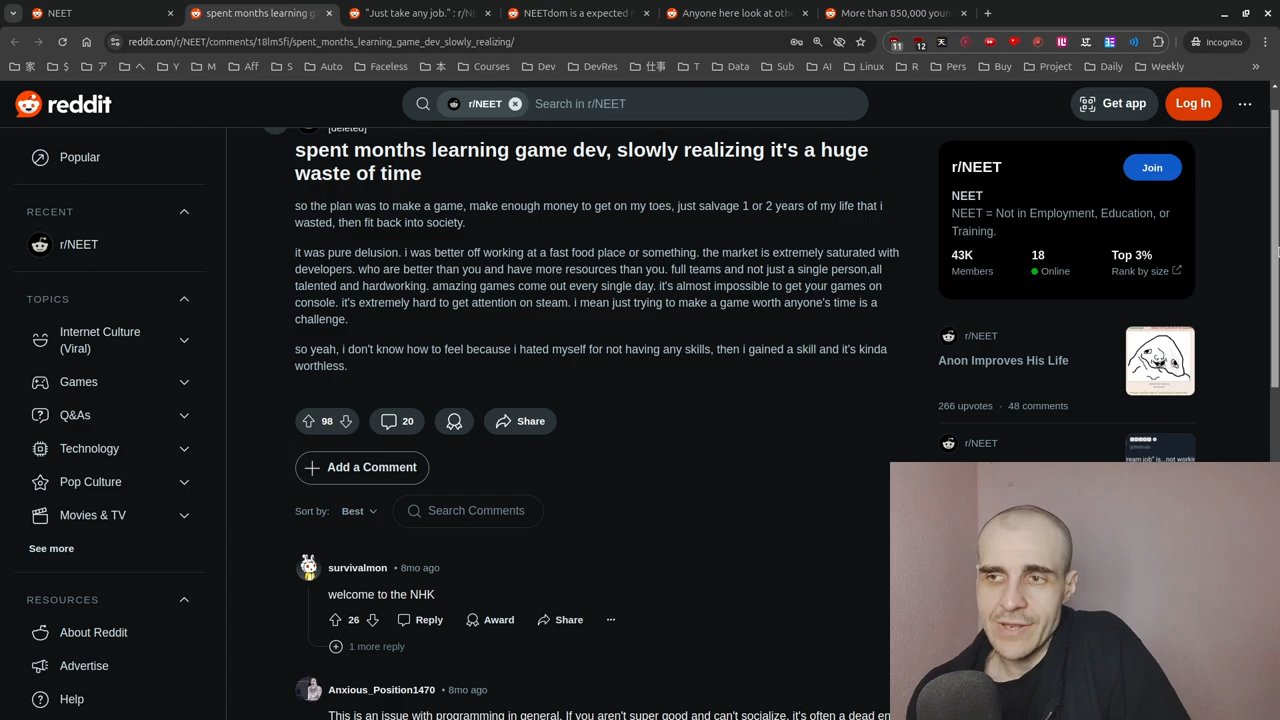 NEET
spent months learning g
"Just take any job." : r/N
NEETdom is a expected r
Anyone here look at othe
More than 850,000 youn
reddit.com/r/NEET/comments/18lm5fi/spent_months_learning_game_dev_slowly_realizing/
11
12
Incognito
家
$
ア
へ
Y
M
Aff
S
Auto
Faceless
本
Courses
Dev
DevRes
仕事
T
Data
Sub
AI
Linux
R
Pers
Buy
Project
Daily
Weekly
reddit
r/NEET
Search in r/NEET
Get app
Log In
Popular
RECENT
r/NEET
TOPICS
Internet Culture
(Viral)
Games
Q&As
Technology
Pop Culture
Movies & TV
See more
RESOURCES
About Reddit
Advertise
Help
[deleted]
spent months learning game dev, slowly realizing it's a huge
waste of time
so the plan was to make a game, make enough money to get on my toes, just salvage 1 or 2 years of my life that i
wasted, then fit back into society.
it was pure delusion. i was better off working at a fast food place or something. the market is extremely saturated with
developers. who are better than you and have more resources than you. full teams and not just a single person,all
talented and hardworking. amazing games come out every single day. it's almost impossible to get your games on
console. it's extremely hard to get attention on steam. i mean just trying to make a game worth anyone's time is a
challenge.
so yeah, i don't know how to feel because i hated myself for not having any skills, then i gained a skill and it's kinda
worthless.
98
20
Share
Add a Comment
Sort by: Best
Search Comments
survivalmon • 8mo ago
welcome to the NHK
26 Reply Award Share ...
1 more reply
Anxious_Position1470 • 8mo ago
This is an issue with programming in general. If you aren't super good and can't socialize, it's often a dead en
r/NEET
Join
NEET
NEET = Not in Employment, Education, or
Training.
43K 18 Top 3%
Members Online Rank by size
r/NEET
Anon Improves His Life
266 upvotes • 48 comments
r/NEET